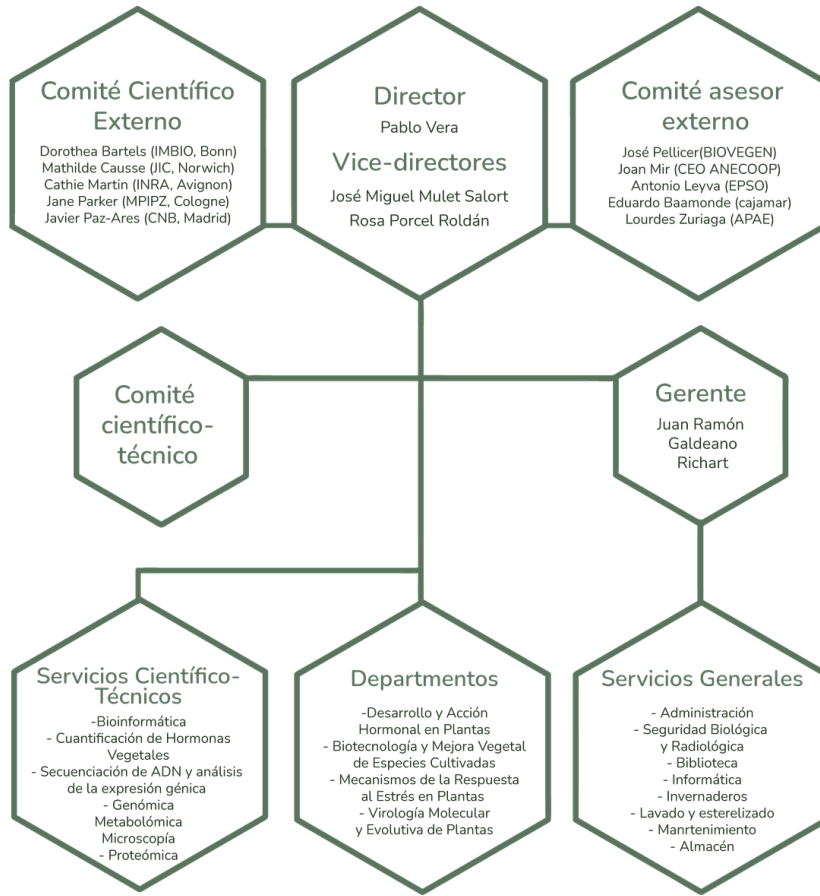 Comité Científico
Externo
Dorothea Bartels (IMBIO, Bonn)
Mathilde Causse (JIC, Norwich)
Cathie Martin (INRA, Avignon)
Jane Parker (MPIPZ, Cologne)
Javier Paz-Ares (CNB, Madrid)
Director
Pablo Vera
Vice-directores
José Miguel Mulet Salort
Rosa Porcel Roldán
Comité asesor
externo
José Pellicer(BIOVEGEN)
Joan Mir (CEO ANECOOP)
Antonio Leyva (EPSO)
Eduardo Baamonde (cajamar)
Lourdes Zuriaga (APAE)
Comité
científico-
técnico
Gerente
Juan Ramón
Galdeano
Richart
Servicios Científico-
Técnicos
-Bioinformática
- Cuantificación de Hormonas
Vegetales
- Secuenciación de ADN y análisis
de la expresión génica
- Genómica
Metabolómica
Microscopía
- Proteómica
Departmentos
-Desarrollo y Acción
Hormonal en Plantas
- Biotecnología y Mejora Vegetal
de Especies Cultivadas
- Mecanismos de la Respuesta
al Estrés en Plantas
- Virología Molecular
y Evolutiva de Plantas
Servicios Generales
- Administración
- Seguridad Biológica
y Radiológica
- Biblioteca
- Informática
- Invernaderos
- Lavado y esterelizado
- Manrtenimiento
- Almacén